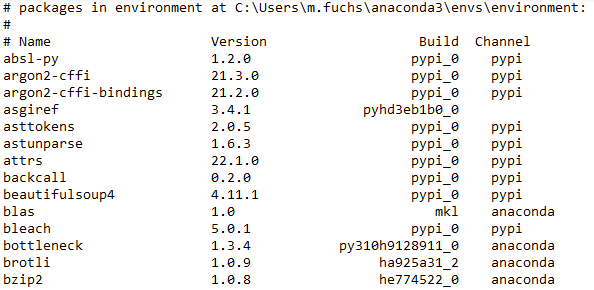 # packages in environment at C:\Users\m.fuchs\anaconda3\envs\environment:
#
# Name Version Build Channel
absl-py 1.2.0 pypi_0 pypi
argon2-cffi 21.3.0 pypi_0 pypi
argon2-cffi-bindings 21.2.0 pypi_0 pypi
asgiref 3.4.1 pyhd3eb1b0_0
asttokens 2.0.5 pypi_0 pypi
astunparse 1.6.3 pypi_0 pypi
attrs 22.1.0 pypi_0 pypi
backcall 0.2.0 pypi_0 pypi
beautifulsoup4 4.11.1 pypi_0 pypi
blas 1.0 mkl anaconda
bleach 5.0.1 pypi_0 pypi
bottleneck 1.3.4 py310h9128911_0 anaconda
brotli 1.0.9 ha925a31_2 anaconda
bzip2 1.0.8 he774522_0 anaconda